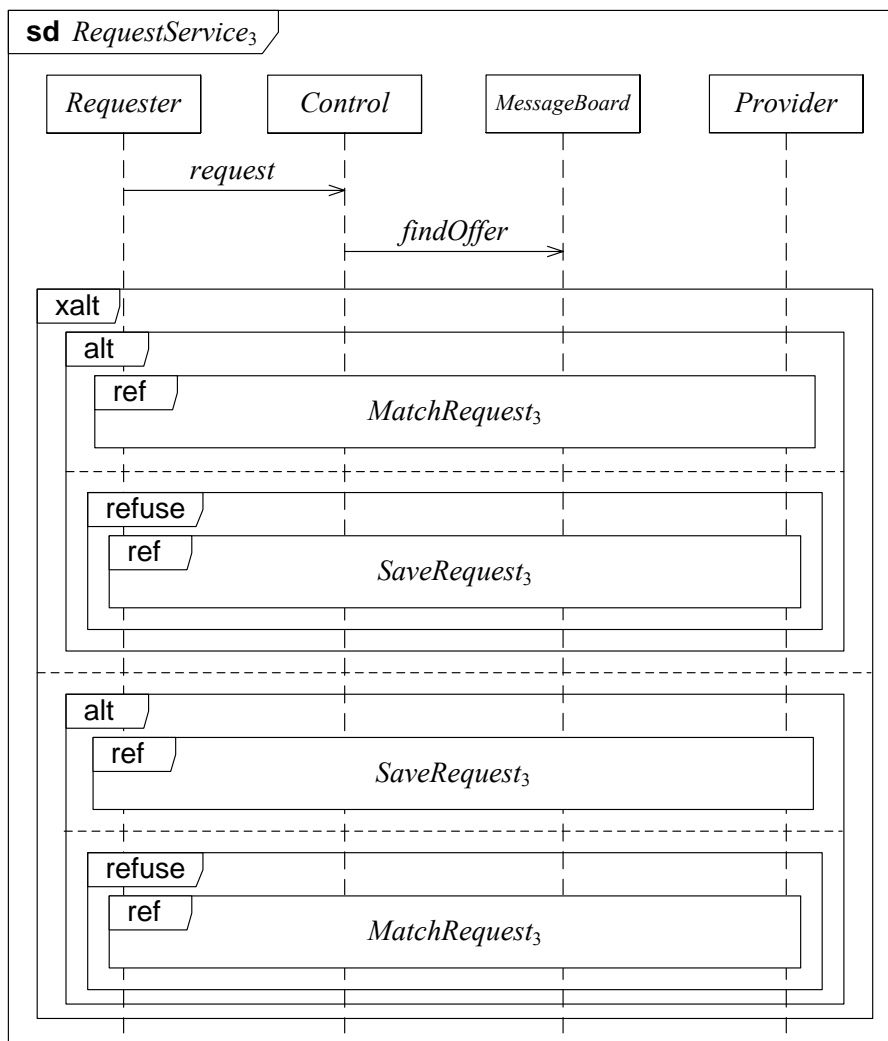 sd RequestService₃
Requester Control MessageBoard Provider
request
findOffer
xalt
alt
ref
MatchRequest₃
refuse
ref
SaveRequest₃
alt
ref
SaveRequest₃
refuse
ref
MatchRequest₃